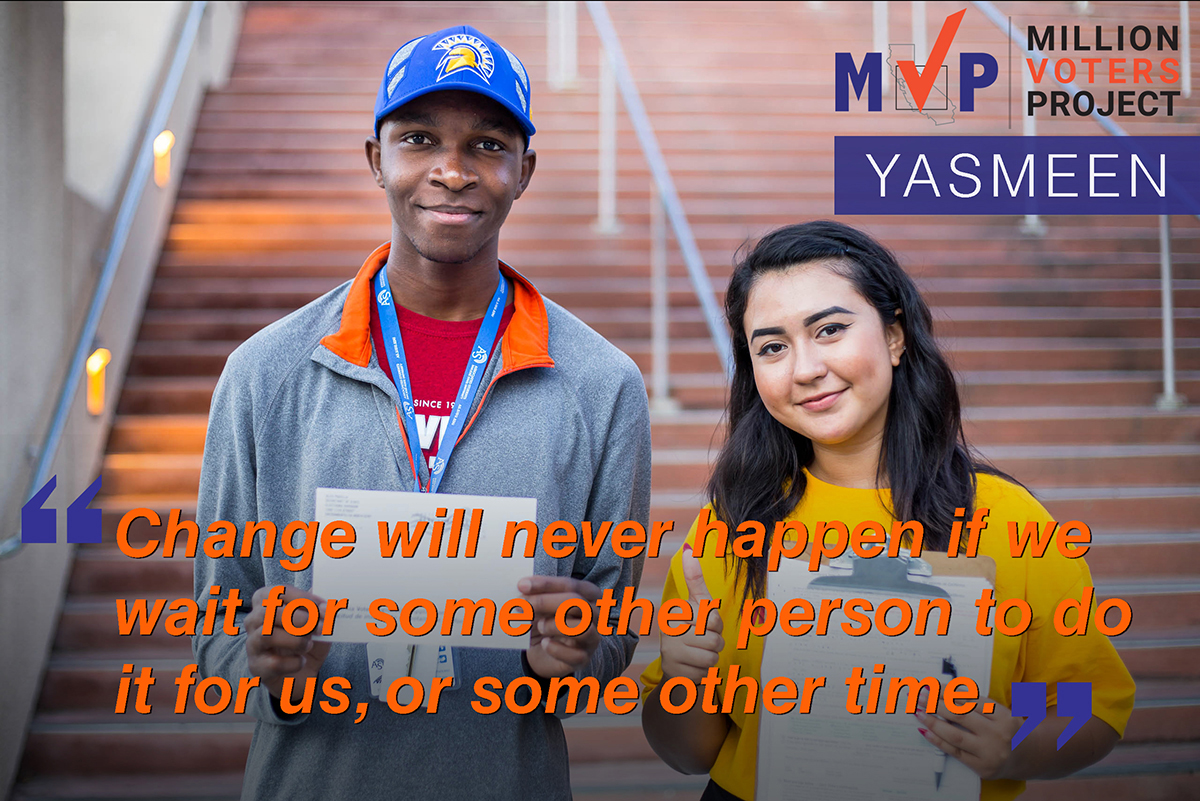 MVP
MILLION
VOTERS
PROJECT
YASMEEN
SINCE 19
“Change will never happen if we
wait for some other person to do
it for us, or some other time.”